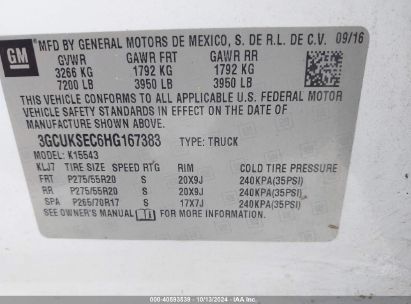 GM
MFD BY GENERAL MOTORS DE MEXICO, S. DE R.L. DE C.V. 09/16
GVWR GAWR FRT GAWR RR
3266 KG 1792 KG 1792 KG
7200 LB 3950 LB 3950 LB
THIS VEHICLE CONFORMS TO ALL APPLICABLE U.S. FEDERAL MOTOR
VEHICLE SAFETY STANDARDS IN EFFECT ON THE DATE OF
MANUFACTURE SHOWN ABOVE.
3GCUKSEC6HG167383 TYPE: TRUCK
MODEL: K15543
KLJ7 TIRE SIZE SPEED RTG RIM COLD TIRE PRESSURE
FRT P275/55R20 S 20X9J 240KPA(35PSI)
RR P275/55R20 S 20X9J 240KPA(35PSI)
SPA P265/70R17 S 17X7J 240KPA(35PSI)
SEE OWNER'S MANUAL FOR MORE INFORMATION.
40593539 - 10/13/2024 - IAAI.COM